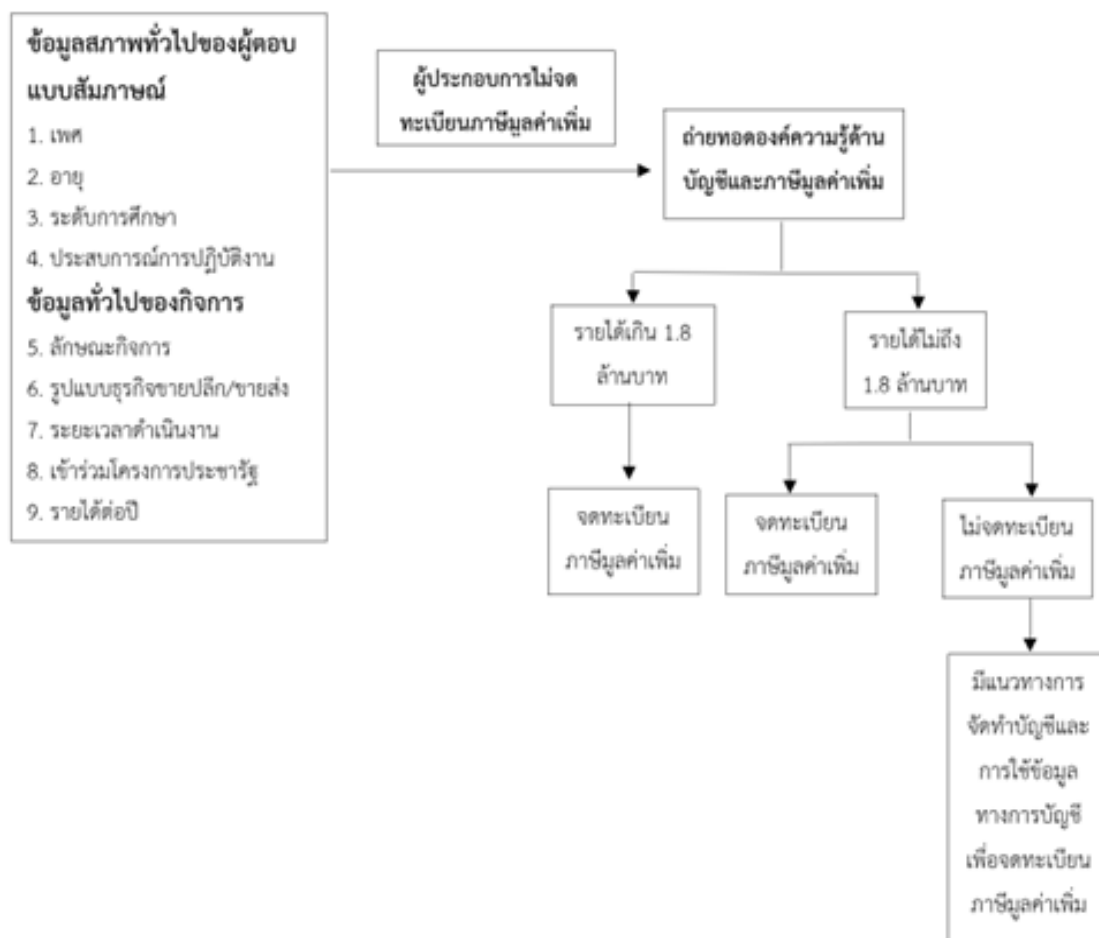 ข้อมูลสภาพทั่วไปของผู้ตอบ
แบบสัมภาษณ์
1. เพศ
2. อายุ
3. ระดับการศึกษา
4. ประสบการณ์การปฏิบัติงาน
ข้อมูลทั่วไปของกิจการ
5. ลักษณะกิจการ
6. รูปแบบธุรกิจขายปลีก/ขายส่ง
7. ระยะเวลาดำเนินงาน
8. เข้าร่วมโครงการประชารัฐ
9. รายได้ต่อปี
ผู้ประกอบการไม่จด
ทะเบียนภาษีมูลค่าเพิ่ม
ถ่ายทอดองค์ความรู้ด้าน
บัญชีและภาษีมูลค่าเพิ่ม
รายได้เกิน 1.8
ล้านบาท
รายได้ไม่ถึง
1.8 ล้านบาท
จดทะเบียน
ภาษีมูลค่าเพิ่ม
จดทะเบียน
ภาษีมูลค่าเพิ่ม
ไม่จดทะเบียน
ภาษีมูลค่าเพิ่ม
มีแนวทางการ
จัดทำบัญชีและ
การใช้ข้อมูล
ทางการบัญชี
เพื่อจดทะเบียน
ภาษีมูลค่าเพิ่ม